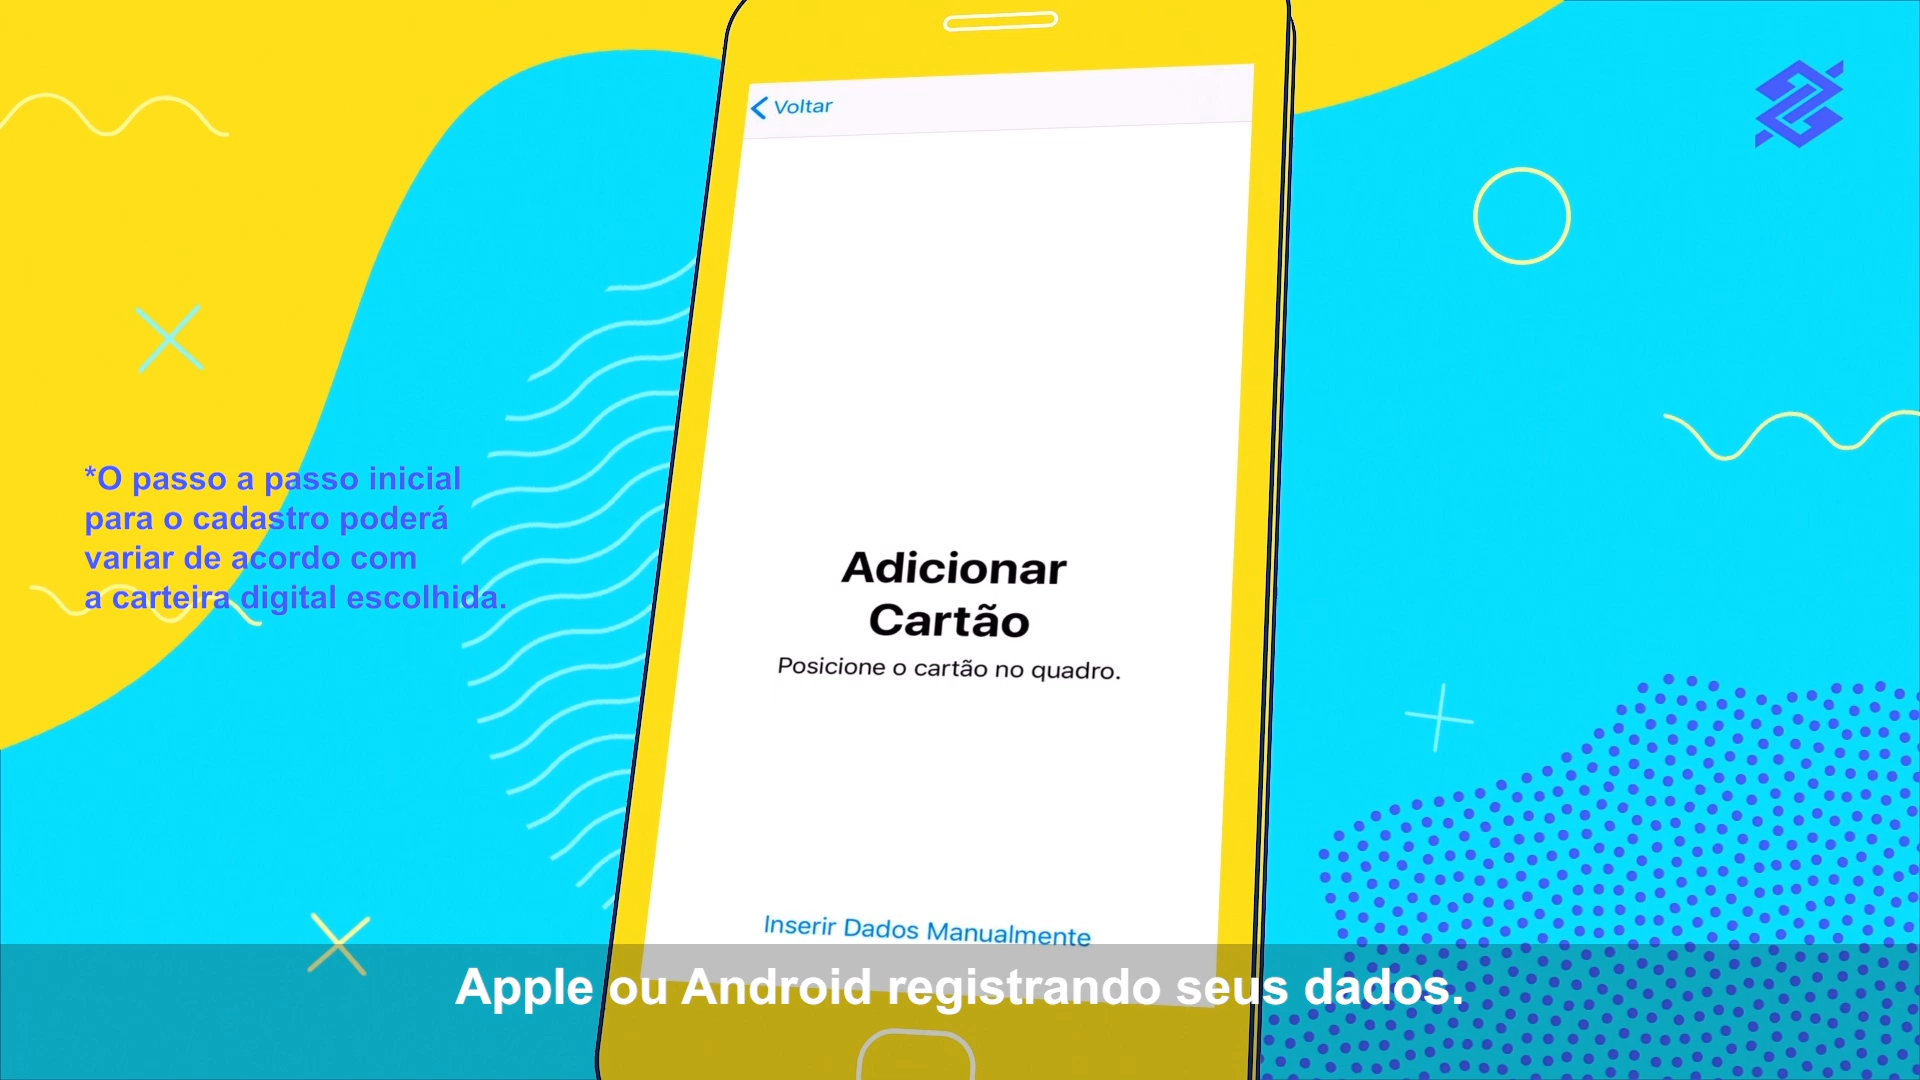 Voltar
*O passo a passo inicial
para o cadastro poderá
variar de acordo com
a carteira digital escolhida.
Adicionar
Cartão
Posicione o cartão no quadro.
Inserir Dados Manualmente
Apple ou Android registrando seus dados.